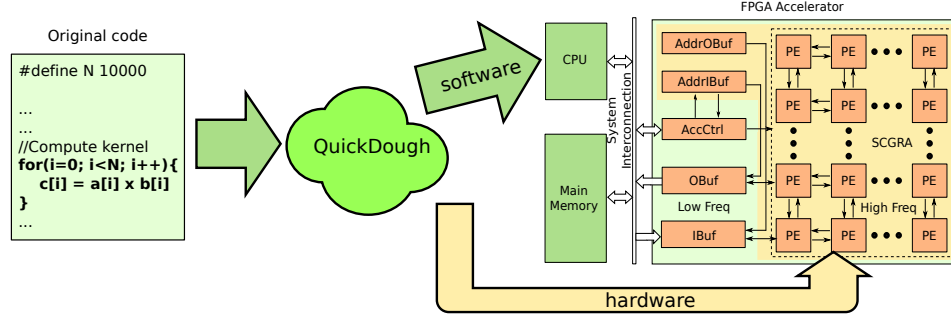 Original code
#define N 10000
...
...
//Compute kernel
for(i=0; i<N; i++){
c[i] = a[i] x b[i]
}
...
QuickDough
software
hardware
CPU
Main
Memory
System
Interconnection
FPGA Accelerator
AddrOBuf
AddrIBuf
AccCtrl
OBuf
Low Freq
IBuf
PE PE PE
PE PE PE
SCGRA
PE PE PE
High Freq
PE PE PE